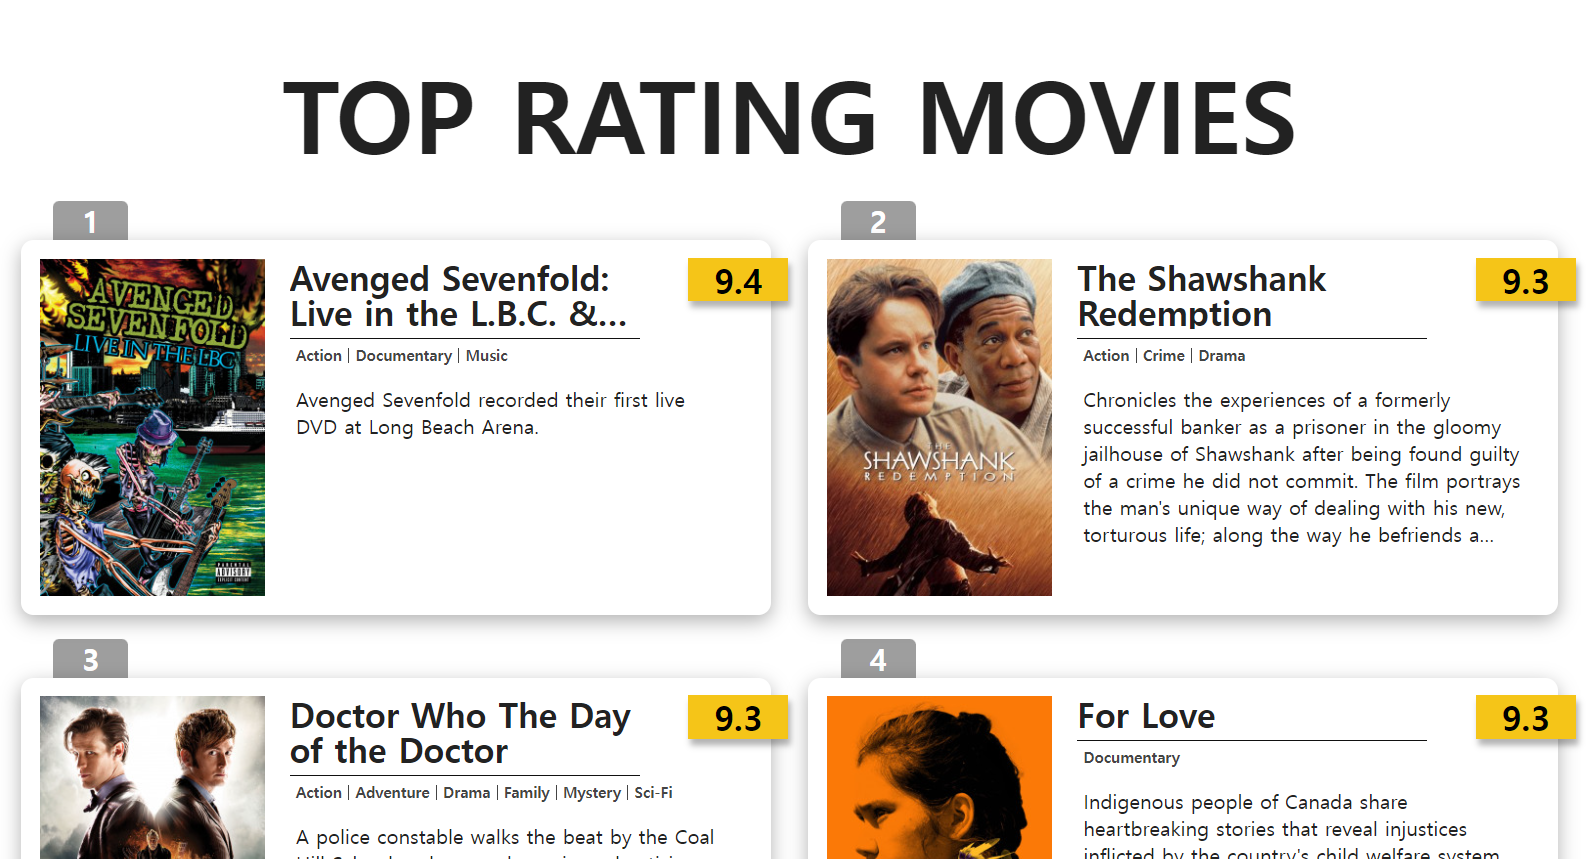 TOP RATING MOVIES
1
AVENGED
SEVENFOLD
LIVE IN THE LBC
PARENTAL
ADVISORY
EXPLICIT CONTENT
Avenged Sevenfold:
Live in the L.B.C. &...
9.4
Action | Documentary | Music
Avenged Sevenfold recorded their first live
DVD at Long Beach Arena.
2
THE
SHAWSHANK
REDEMPTION
The Shawshank
Redemption
9.3
Action | Crime | Drama
Chronicles the experiences of a formerly
successful banker as a prisoner in the gloomy
jailhouse of Shawshank after being found guilty
of a crime he did not commit. The film portrays
the man's unique way of dealing with his new,
torturous life; along the way he befriends a...
3
Doctor Who The Day
of the Doctor
9.3
Action | Adventure | Drama | Family | Mystery | Sci-Fi
A police constable walks the beat by the Coal
4
For Love
9.3
Documentary
Indigenous people of Canada share
heartbreaking stories that reveal injustices
inflicted by the country's child welfare system